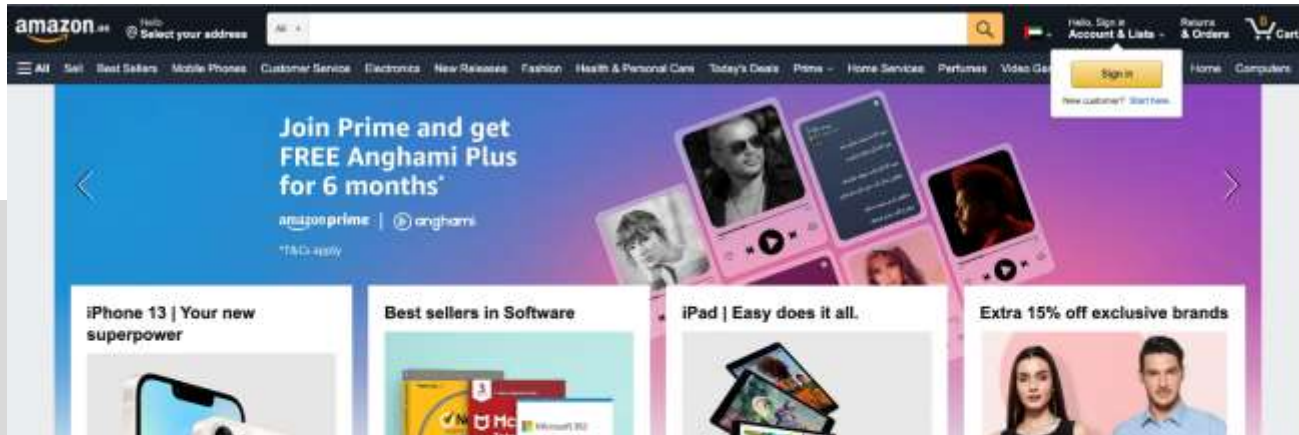 amazon.ae
Hello
Select your address
All
Hello, Sign in
Account & Lists
Returns
& Orders
0
Cart
All Sell Best Sellers Mobile Phones Customer Service Electronics New Releases Fashion Health & Personal Care Today's Deals Prime Home Services Perfumes Home Computers
Sign in
New customer? Start here.
Join Prime and get
FREE Anghami Plus
for 6 months*
amazonprime | anghami
*T&Cs apply
iPhone 13 | Your new
superpower
Best sellers in Software
iPad | Easy does it all.
Extra 15% off exclusive brands
3
Microsoft 365